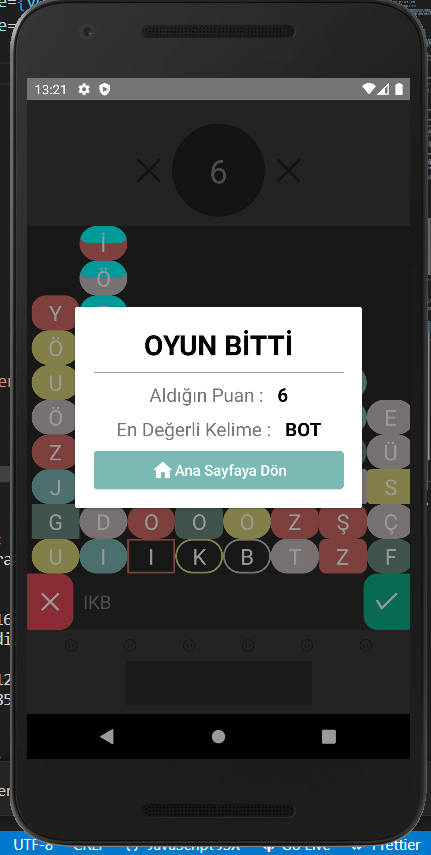 13:21
6
İ
Ö
Y
Ö
U
Ö E
Z Ü
J S
OYUN BİTTİ
Aldığın Puan : 6
En Değerli Kelime : BOT
Ana Sayfaya Dön
G D O O O Z Ş Ç
U I I K B T Z F
IKB
UTF-8 CRLF {} JavaScript JSX Go Live Prettier